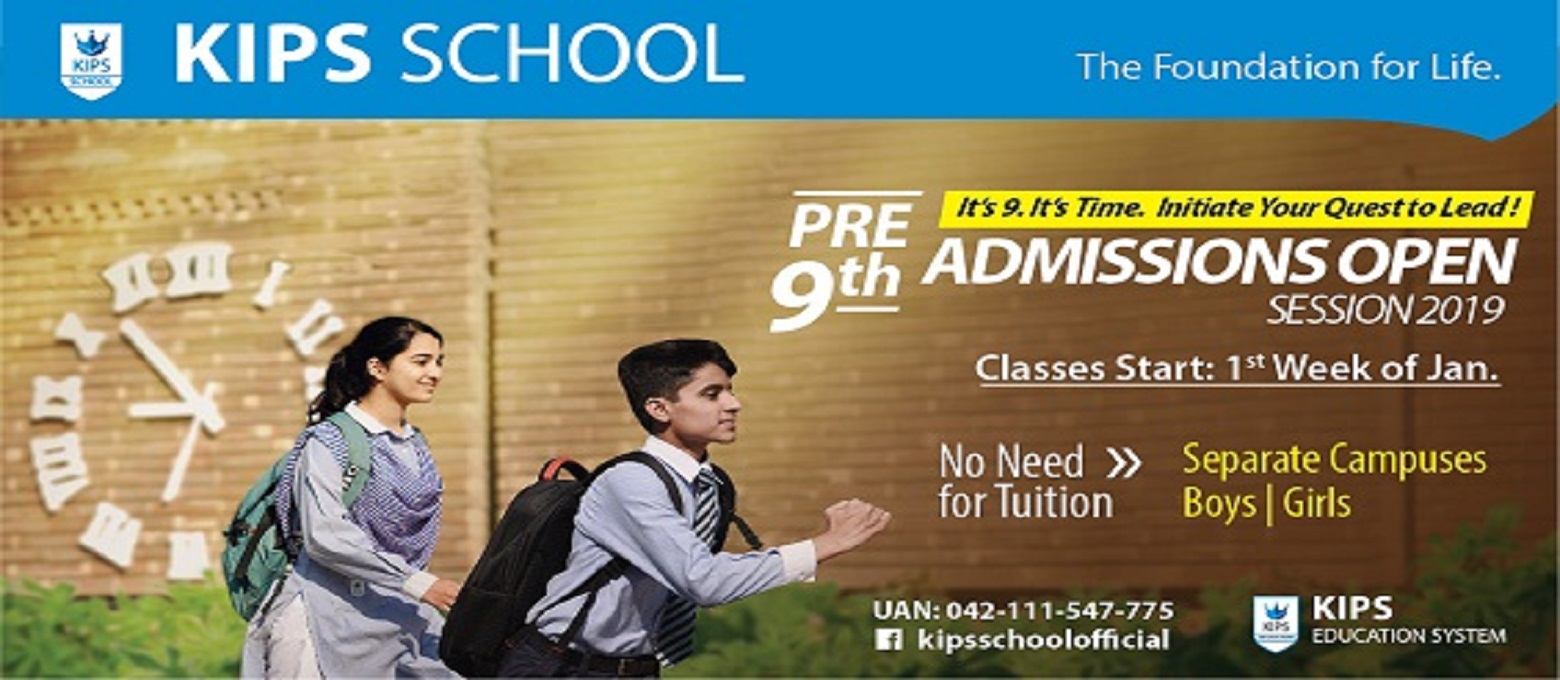 KIPS
SCHOOL
KIPS SCHOOL
The Foundation for Life.
PRE
9th
It's 9. It's Time. Initiate Your Quest to Lead!
ADMISSIONS OPEN
SESSION 2019
Classes Start: 1st Week of Jan.
No Need »
for Tuition
Separate Campuses
Boys | Girls
UAN: 042-111-547-775
kipsschoolofficial
KIPS
KIPS
EDUCATION SYSTEM